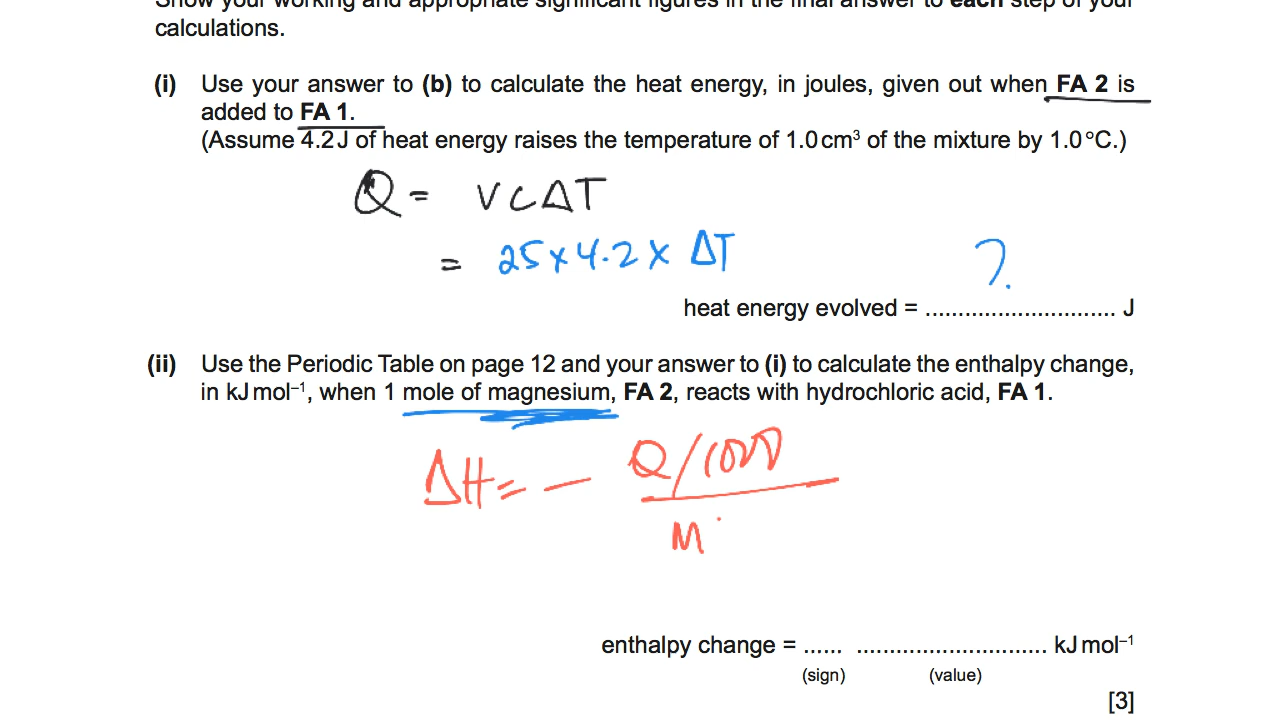 Show your working and appropriate significant figures in the final answer to each step of your
calculations.
(i) Use your answer to (b) to calculate the heat energy, in joules, given out when FA 2 is
added to FA 1.
(Assume 4.2 J of heat energy raises the temperature of 1.0 cm³ of the mixture by 1.0 °C.)
Q = VCΔT
= 25 × 4.2 × ΔT
?
heat energy evolved = ............................. J
(ii) Use the Periodic Table on page 12 and your answer to (i) to calculate the enthalpy change,
in kJ mol⁻¹, when 1 mole of magnesium, FA 2, reacts with hydrochloric acid, FA 1.
ΔH = − Q/1000
M
enthalpy change = ...... ............................. kJ mol⁻¹
(sign) (value)
[3]